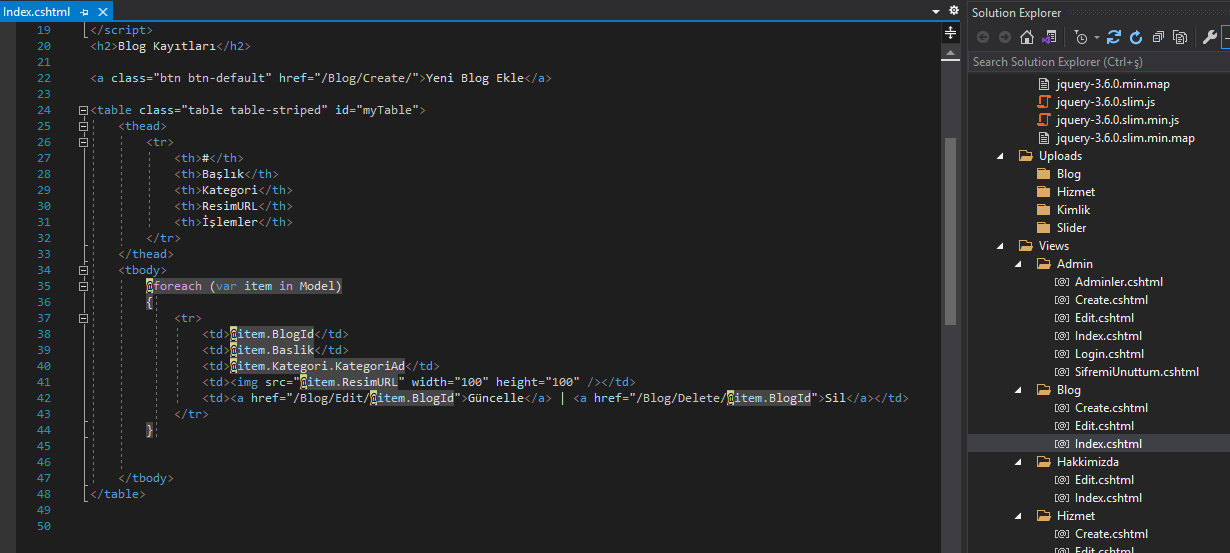 Index.cshtml
19 </script>
20 <h2>Blog Kayıtları</h2>
21
22 <a class="btn btn-default" href="/Blog/Create/">Yeni Blog Ekle</a>
23
24 <table class="table table-striped" id="myTable">
25 <thead>
26 <tr>
27 <th>#</th>
28 <th>Başlık</th>
29 <th>Kategori</th>
30 <th>ResimURL</th>
31 <th>İşlemler</th>
32 </tr>
33 </thead>
34 <tbody>
35 @foreach (var item in Model)
36 {
37 <tr>
38 <td>@item.BlogId</td>
39 <td>@item.Baslik</td>
40 <td>@item.Kategori.KategoriAd</td>
41 <td><img src="@item.ResimURL" width="100" height="100" /></td>
42 <td><a href="/Blog/Edit/@item.BlogId">Güncelle</a> | <a href="/Blog/Delete/@item.BlogId">Sil</a></td>
43 </tr>
44 }
45
46
47 </tbody>
48 </table>
49
50
Solution Explorer
Search Solution Explorer (Ctrl+ş)
jquery-3.6.0.min.map
jquery-3.6.0.slim.js
jquery-3.6.0.slim.min.js
jquery-3.6.0.slim.min.map
Uploads
Blog
Hizmet
Kimlik
Slider
Views
Admin
Adminler.cshtml
Create.cshtml
Edit.cshtml
Index.cshtml
Login.cshtml
SifremiUnuttum.cshtml
Blog
Create.cshtml
Edit.cshtml
Index.cshtml
Hakkimizda
Edit.cshtml
Index.cshtml
Hizmet
Create.cshtml
Edit.cshtml